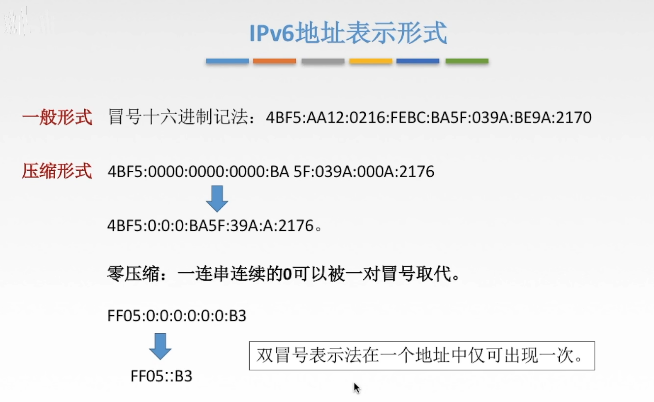 IPv6地址表示形式
一般形式 冒号十六进制记法：4BF5:AA12:0216:FEBC:BA5F:039A:BE9A:2170
压缩形式 4BF5:0000:0000:0000:BA 5F:039A:000A:2176
4BF5:0:0:0:BA5F:39A:A:2176。
零压缩：一连串连续的0可以被一对冒号取代。
FF05:0:0:0:0:0:0:B3
双冒号表示法在一个地址中仅可出现一次。
FF05::B3